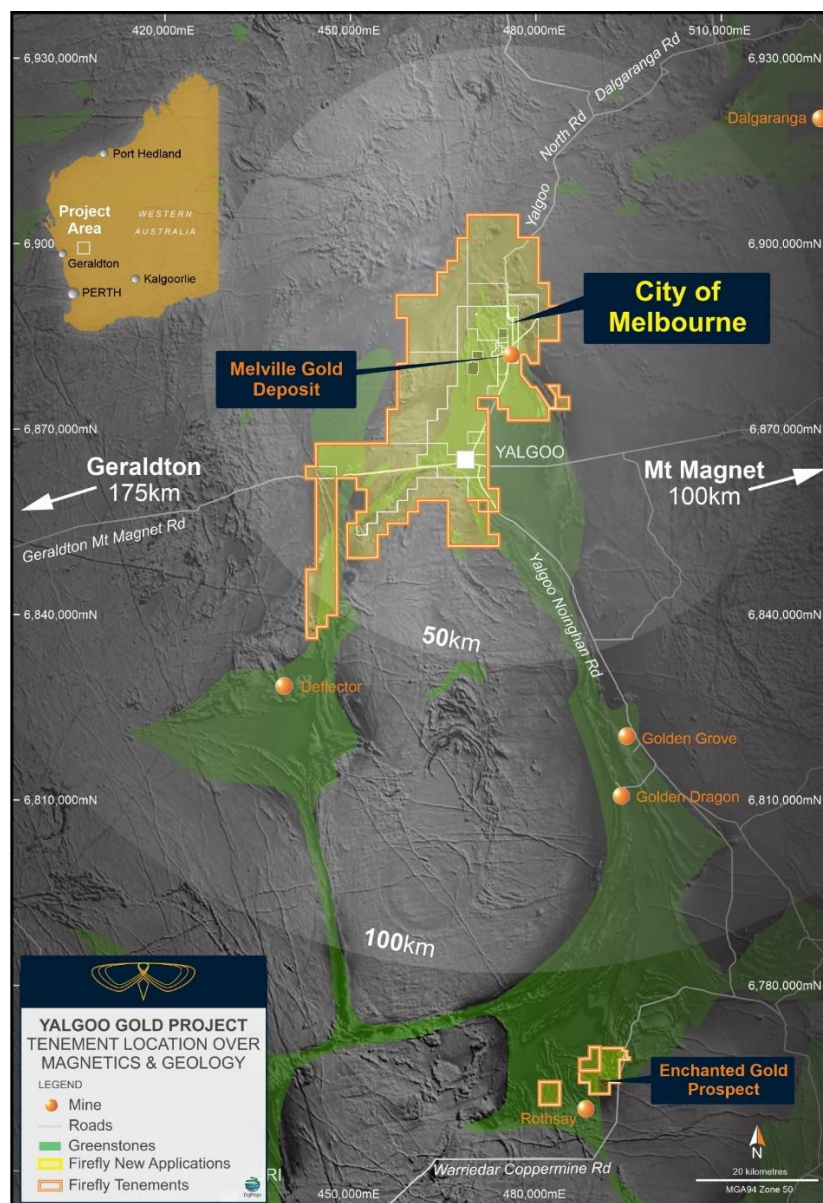 420,000mE
450,000mE
480,000mE
510,000mE
6,930,000mN
6,930,000mN
Dalgaranga Rd
North Rd
Yalgoo
Dalgaranga
Port Hedland
Project
Area
WESTERN
AUSTRALIA
Geraldton
Kalgoorlie
PERTH
6,900
6,900,000mN
City of
Melbourne
Melville Gold
Deposit
6,870,000mN
6,870,000mN
YALGOO
Geraldton
175km
Mt Magnet
100km
Geraldton Mt Magnet Rd
Yalgoo Noinghan Rd
6,840,000mN
6,840,000mN
50km
Deflector
Golden Grove
6,810,000mN
Golden Dragon
6,810,000mN
100km
6,780,000mN
YALGOO GOLD PROJECT
TENEMENT LOCATION OVER
MAGNETICS & GEOLOGY
LEGEND
Mine
Roads
Greenstones
Firefly New Applications
Firefly Tenements
Enchanted Gold
Prospect
Rothsay
Warriedar Coppermine Rd
N
20 kilometres
MGA94 Zone 50
450,000mE
480,000mE